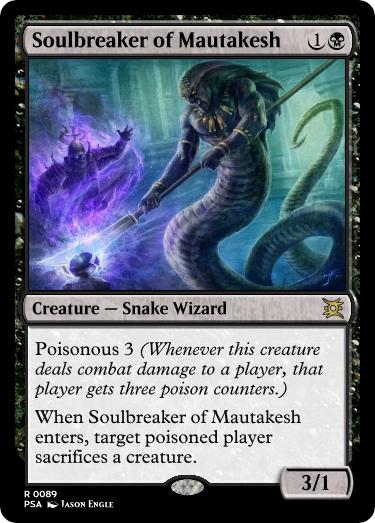 Soulbreaker of Mautakesh 1
Creature — Snake Wizard
Poisonous 3 (Whenever this creature
deals combat damage to a player, that
player gets three poison counters.)
When Soulbreaker of Mautakesh
enters, target poisoned player
sacrifices a creature.
3/1
R 0089
PSA Jason Engle